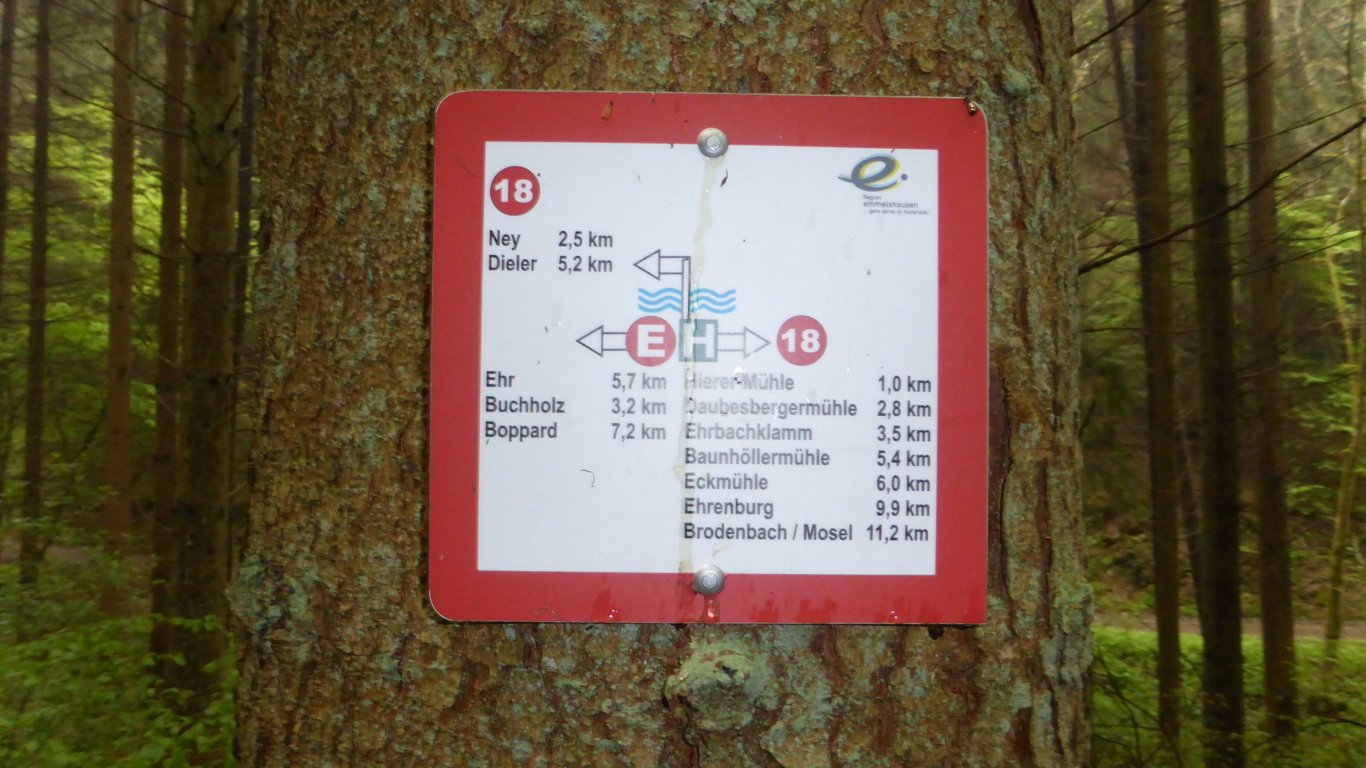 18
e.
Region
emmelshausen
Ney 2,5 km
Dieler 5,2 km
E H 18
Ehr 5,7 km
Buchholz 3,2 km
Boppard 7,2 km
Hierer-Mühle 1,0 km
Daubesbergermühle 2,8 km
Ehrbachklamm 3,5 km
Baunhöllermühle 5,4 km
Eckmühle 6,0 km
Ehrenburg 9,9 km
Brodenbach / Mosel 11,2 km